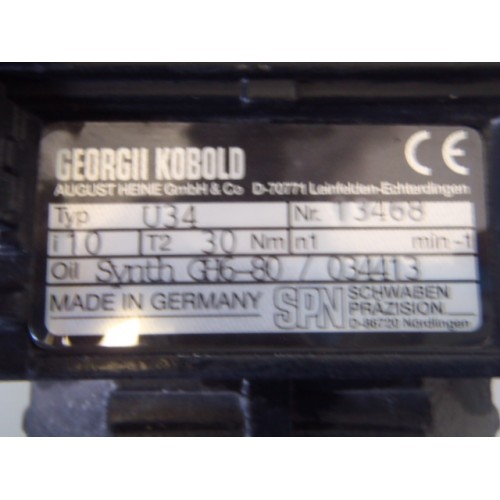 GEORGII KOBOLD CE
AUGUST HEINE GmbH & Co D-70771 Leinfelden-Echterdingen
Typ U34 Nr. 13468
i 10 T2 30 Nm n1 min-1
Oil Synth GH6-80 / 034413
MADE IN GERMANY SPN SCHWABEN
PRÄZISION
D-86720 Nördlingen